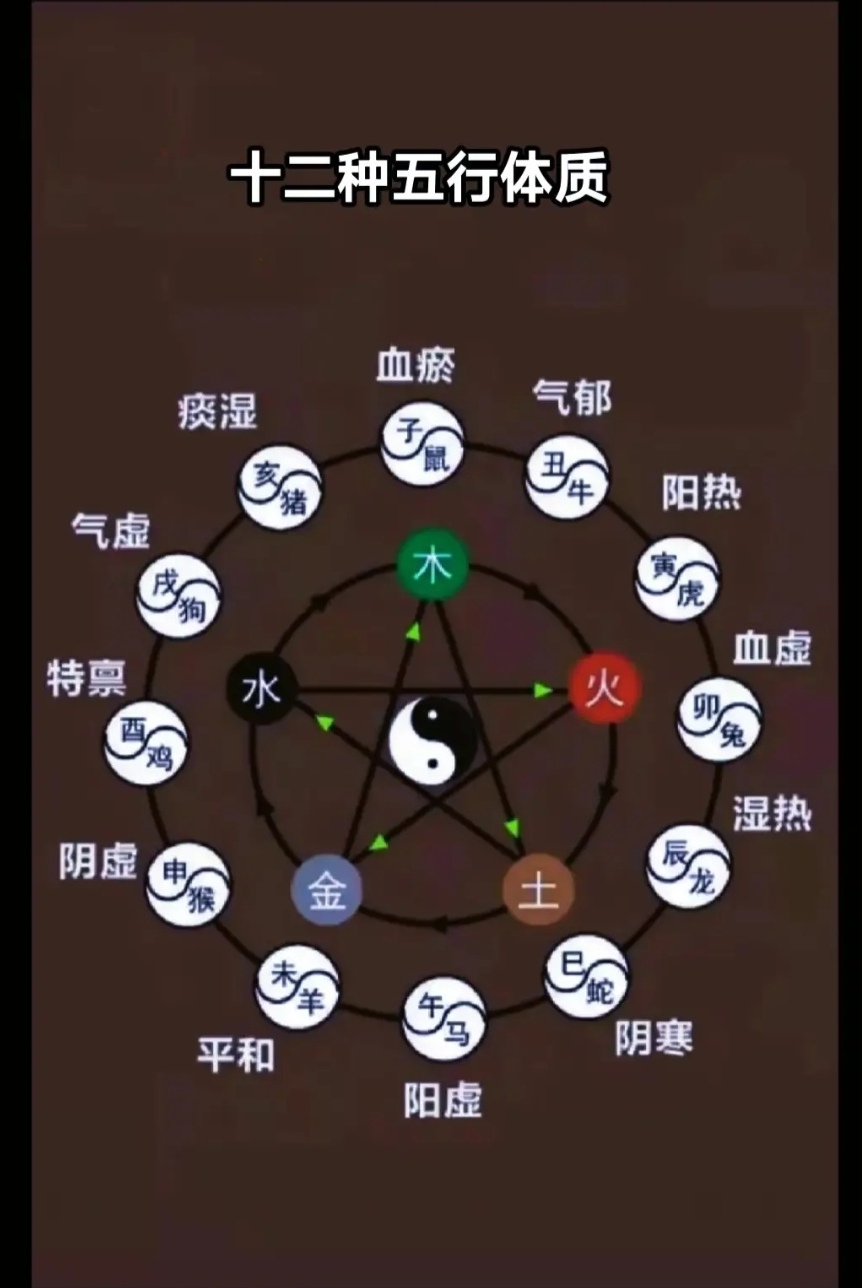 十二种五行体质
血瘀
子鼠
气郁
丑牛
阳热
寅虎
血虚
卯兔
湿热
辰龙
阴寒
巳蛇
阳虚
午马
平和
未羊
阴虚
申猴
特禀
酉鸡
气虚
戌狗
痰湿
亥猪
木
火
土
金
水